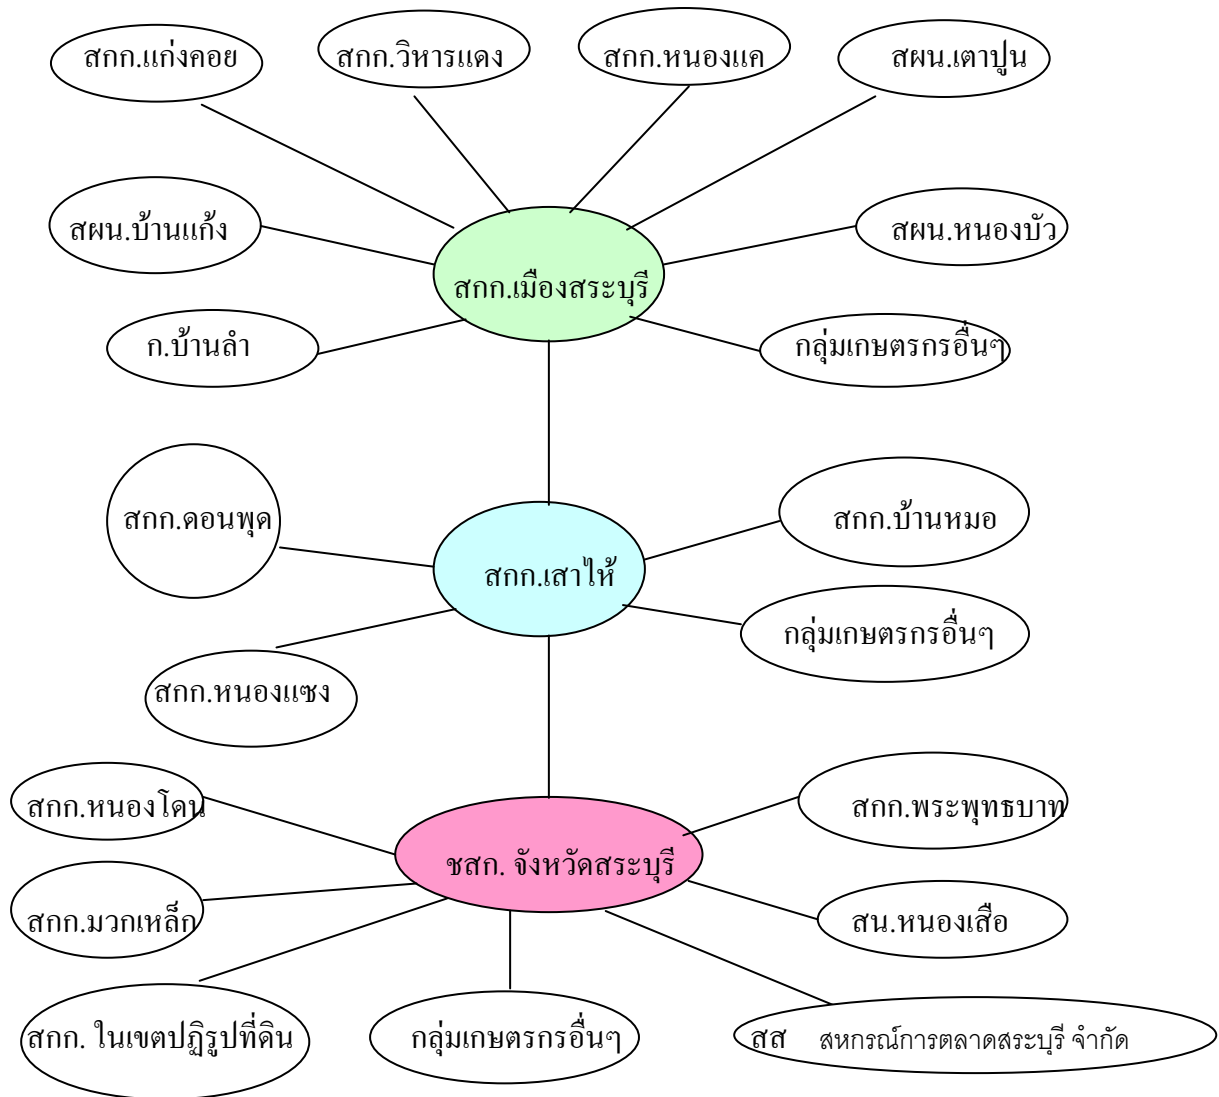 สกก.แก่งคอย
สกก.วิหารแดง
สกก.หนองแค
สผน.เตาปูน
สผน.บ้านแก้ง
สผน.หนองบัว
สกก.เมืองสระบุรี
ก.บ้านลำ
กลุ่มเกษตรกรอื่นๆ
สกก.ดอนพุด
สกก.บ้านหมอ
สกก.เสาไห้
กลุ่มเกษตรกรอื่นๆ
สกก.หนองแซง
สกก.หนองโดน
สกก.พระพุทธบาท
ชสก. จังหวัดสระบุรี
สกก.มวกเหล็ก
สน.หนองเสือ
สกก. ในเขตปฏิรูปที่ดิน
กลุ่มเกษตรกรอื่นๆ
สส สหกรณ์การตลาดสระบุรี จำกัด